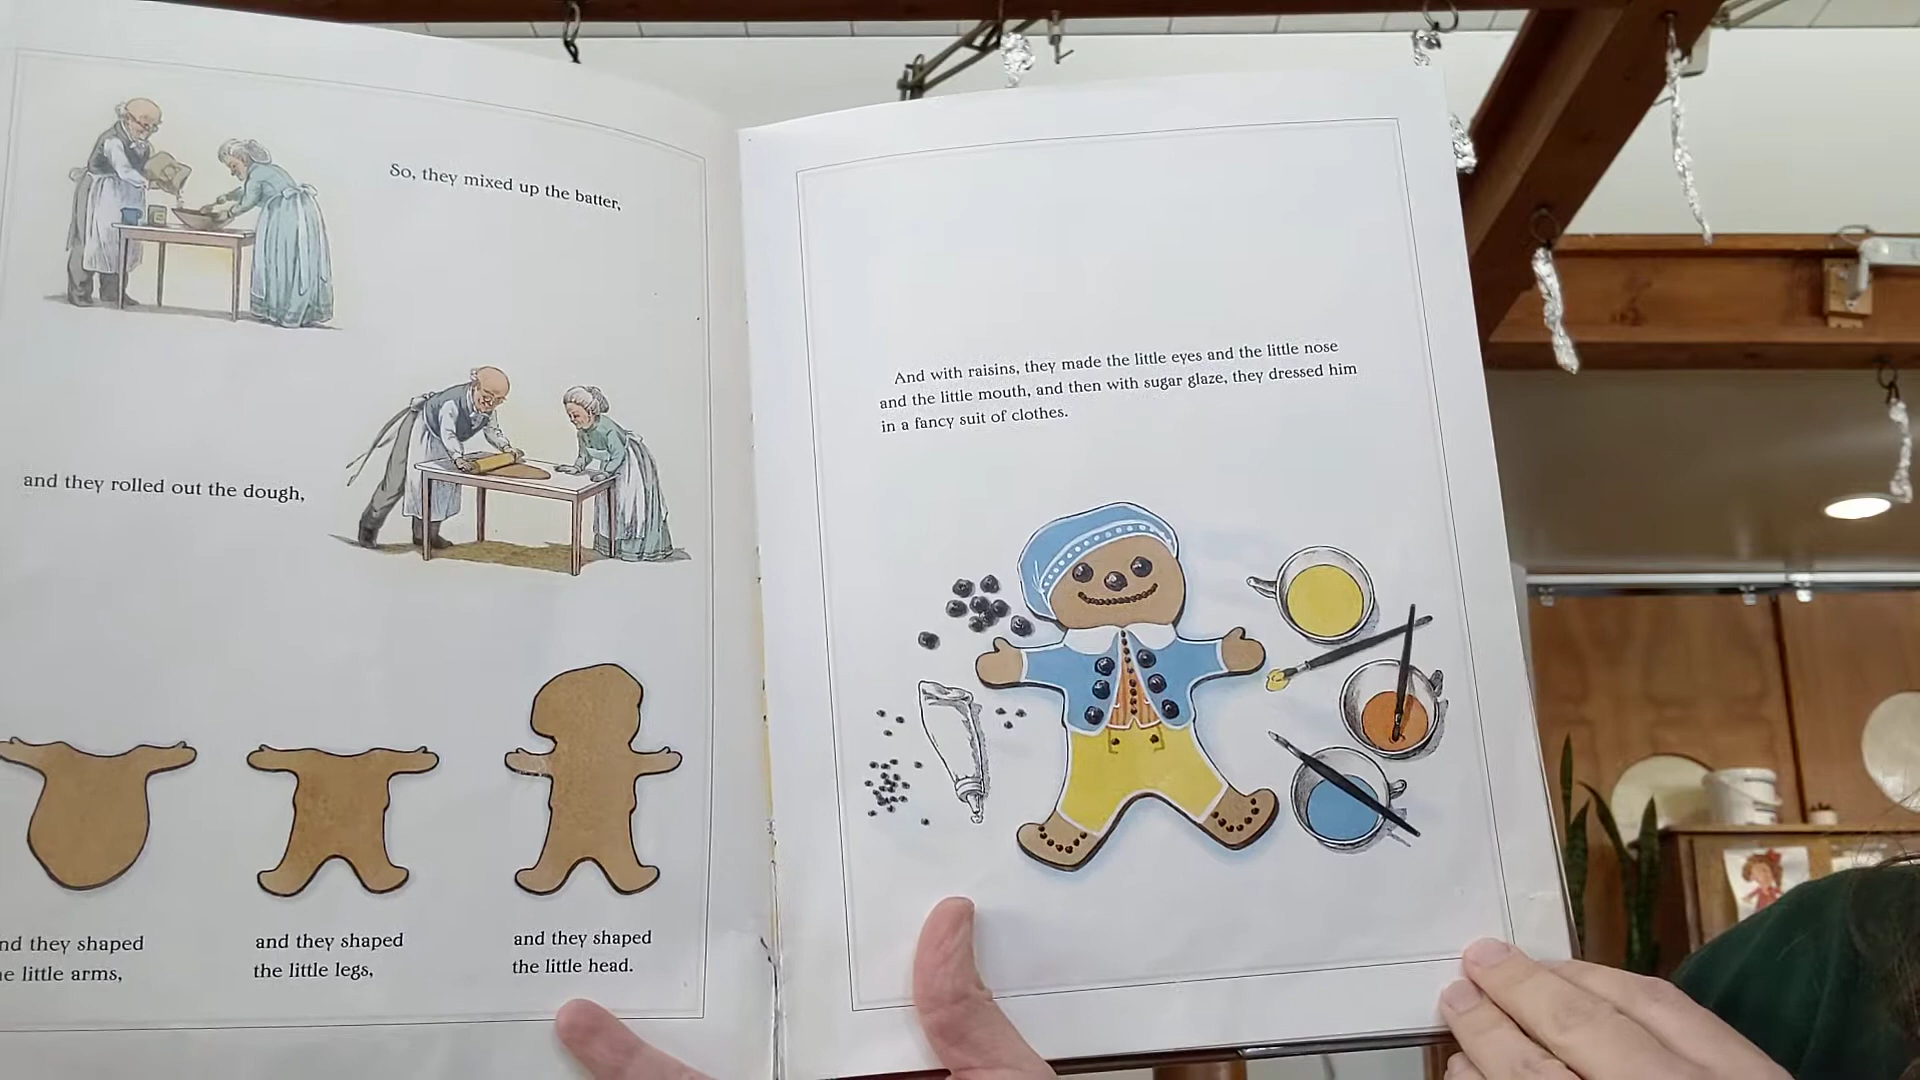 So, they mixed up the batter,
and they rolled out the dough,
they shaped
little arms,
and they shaped
the little legs,
and they shaped
the little head.
And with raisins, they made the little eyes and the little nose
and the little mouth, and then with sugar glaze, they dressed him
in a fancy suit of clothes.